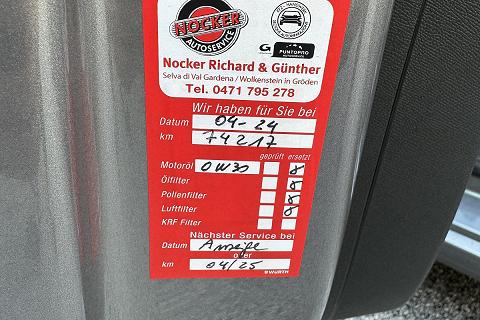 NOCKER
AUTOSERVICE
G PUNTOPRO
Nocker Richard & Günther
Selva di Val Gardena / Wolkenstein in Gröden
Tel. 0471 795 278
Wir haben für Sie bei
Datum 04-24
km 74217
geprüft ersetzt
Motoröl 0W30 x
Ölfilter x
Pollenfilter x
Luftfilter x
KRF Filter
Nächster Service bei
Datum Anzeige
oder
km 04/25
WÜRTH